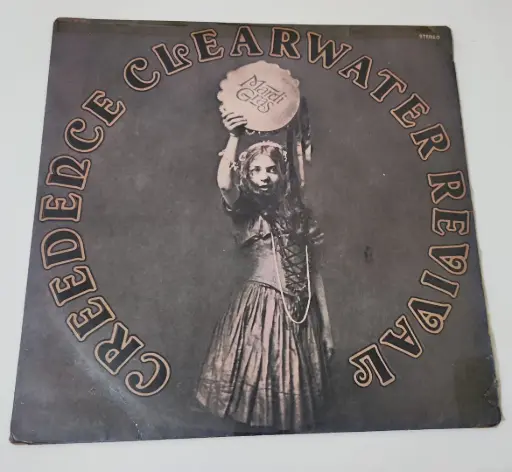 CREEDENCE CLEARWATER REVIVAL
STEREO
Mardi
Gras